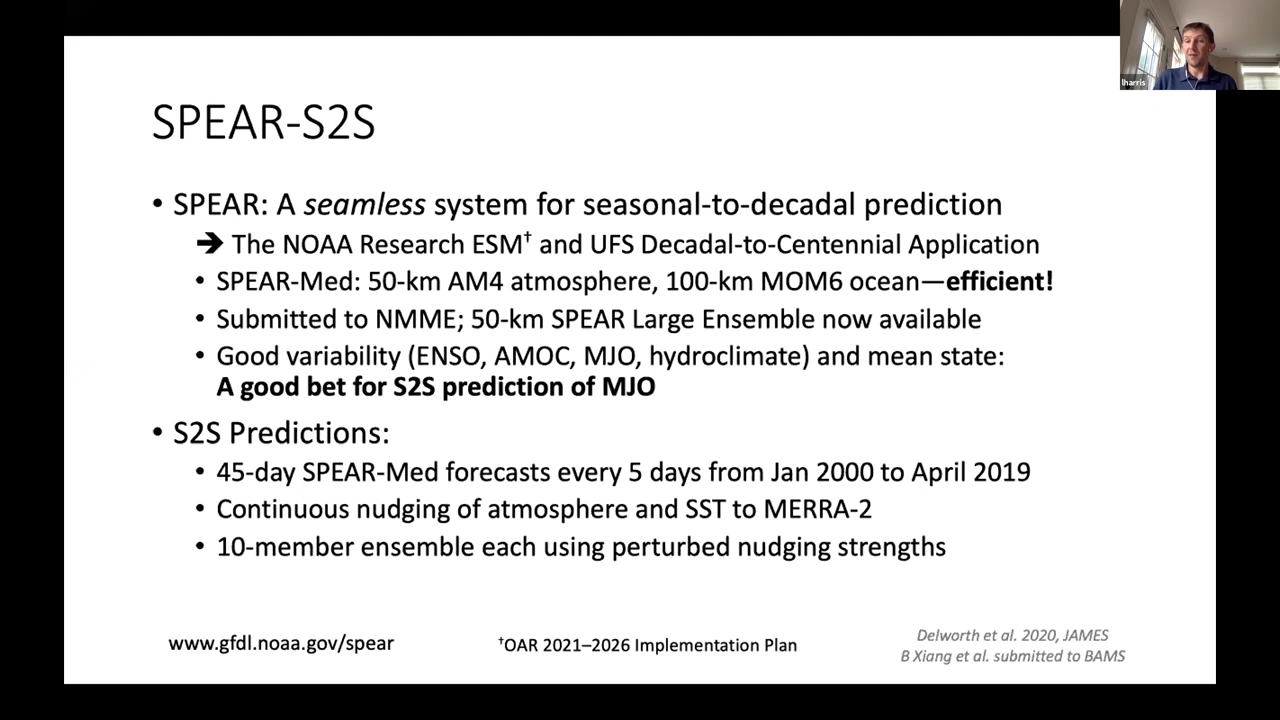 lharris
SPEAR-S2S
• SPEAR: A seamless system for seasonal-to-decadal prediction
➔ The NOAA Research ESM† and UFS Decadal-to-Centennial Application
• SPEAR-Med: 50-km AM4 atmosphere, 100-km MOM6 ocean—efficient!
• Submitted to NMME; 50-km SPEAR Large Ensemble now available
• Good variability (ENSO, AMOC, MJO, hydroclimate) and mean state:
A good bet for S2S prediction of MJO
• S2S Predictions:
• 45-day SPEAR-Med forecasts every 5 days from Jan 2000 to April 2019
• Continuous nudging of atmosphere and SST to MERRA-2
• 10-member ensemble each using perturbed nudging strengths
www.gfdl.noaa.gov/spear
†OAR 2021–2026 Implementation Plan
Delworth et al. 2020, JAMES
B Xiang et al. submitted to BAMS